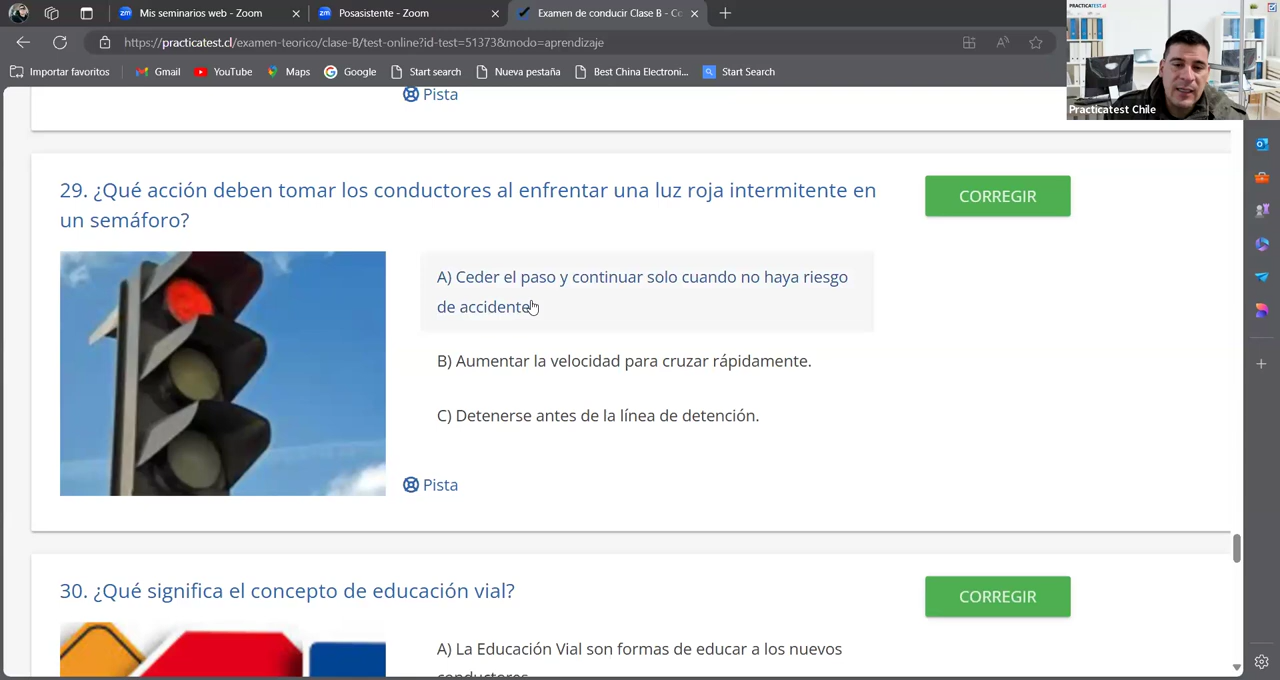 Mis seminarios web - Zoom
Posasistente - Zoom
Examen de conducir Clase B - Co
PRACTICATEST.cl
https://practicatest.cl/examen-teorico/clase-B/test-online?id-test=51373&modo=aprendizaje
Importar favoritos
Gmail
YouTube
Maps
Google
Start search
Nueva pestaña
Best China Electroni...
Start Search
Practicatest Chile
Pista
29. ¿Qué acción deben tomar los conductores al enfrentar una luz roja intermitente en
un semáforo?
CORREGIR
A) Ceder el paso y continuar solo cuando no haya riesgo
de accidente
B) Aumentar la velocidad para cruzar rápidamente.
C) Detenerse antes de la línea de detención.
Pista
30. ¿Qué significa el concepto de educación vial?
CORREGIR
A) La Educación Vial son formas de educar a los nuevos
conductores